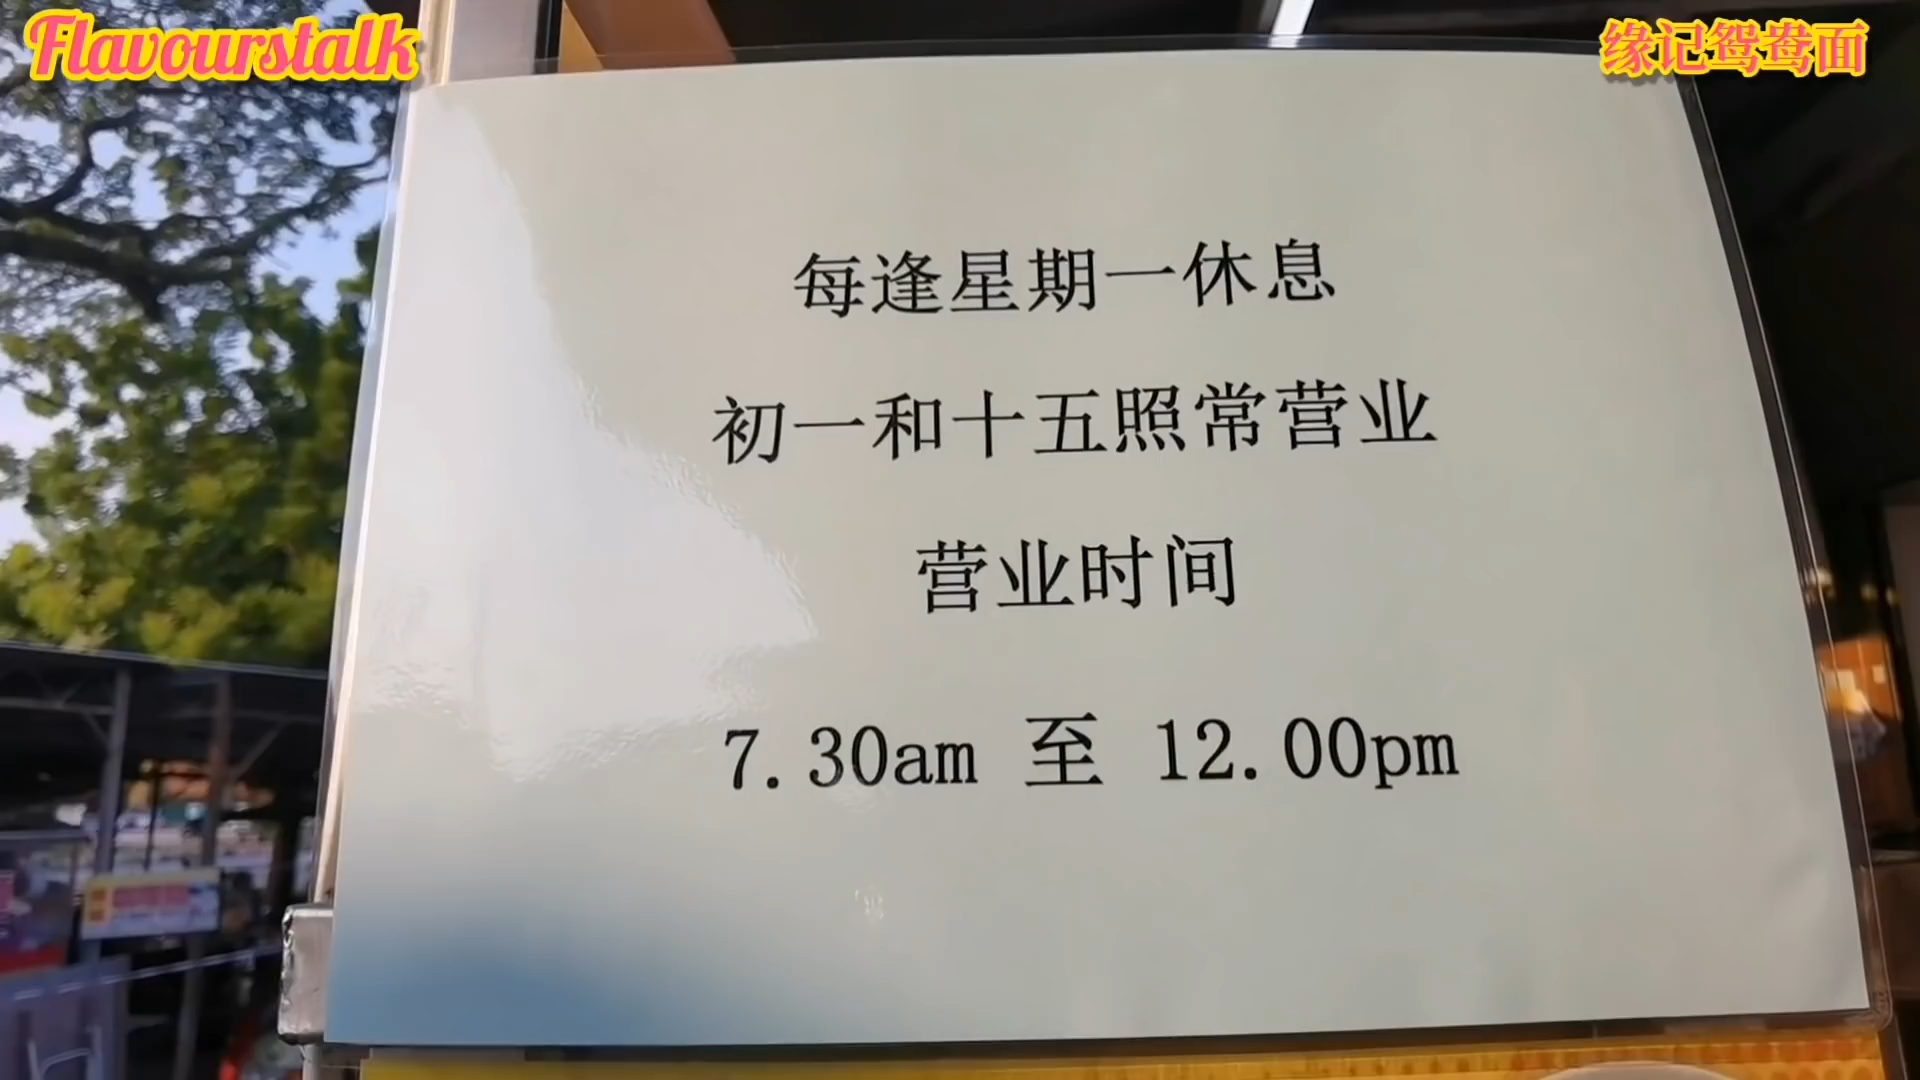 Flavourstalk
缘记鸳鸯面
每逢星期一休息
初一和十五照常营业
营业时间
7.30am 至 12.00pm